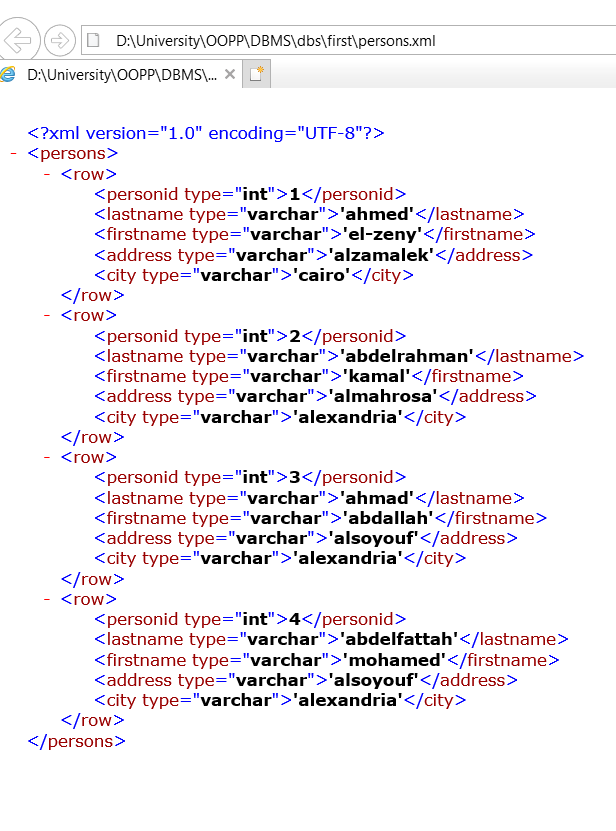 D:\University\OOPP\DBMS\dbs\first\persons.xml
D:\University\OOPP\DBMS\...
<?xml version="1.0" encoding="UTF-8"?>
- <persons>
- <row>
<personid type="int">1</personid>
<lastname type="varchar">'ahmed'</lastname>
<firstname type="varchar">'el-zeny'</firstname>
<address type="varchar">'alzamalek'</address>
<city type="varchar">'cairo'</city>
</row>
- <row>
<personid type="int">2</personid>
<lastname type="varchar">'abdelrahman'</lastname>
<firstname type="varchar">'kamal'</firstname>
<address type="varchar">'almahrosa'</address>
<city type="varchar">'alexandria'</city>
</row>
- <row>
<personid type="int">3</personid>
<lastname type="varchar">'ahmad'</lastname>
<firstname type="varchar">'abdallah'</firstname>
<address type="varchar">'alsoyouf'</address>
<city type="varchar">'alexandria'</city>
</row>
- <row>
<personid type="int">4</personid>
<lastname type="varchar">'abdelfattah'</lastname>
<firstname type="varchar">'mohamed'</firstname>
<address type="varchar">'alsoyouf'</address>
<city type="varchar">'alexandria'</city>
</row>
</persons>